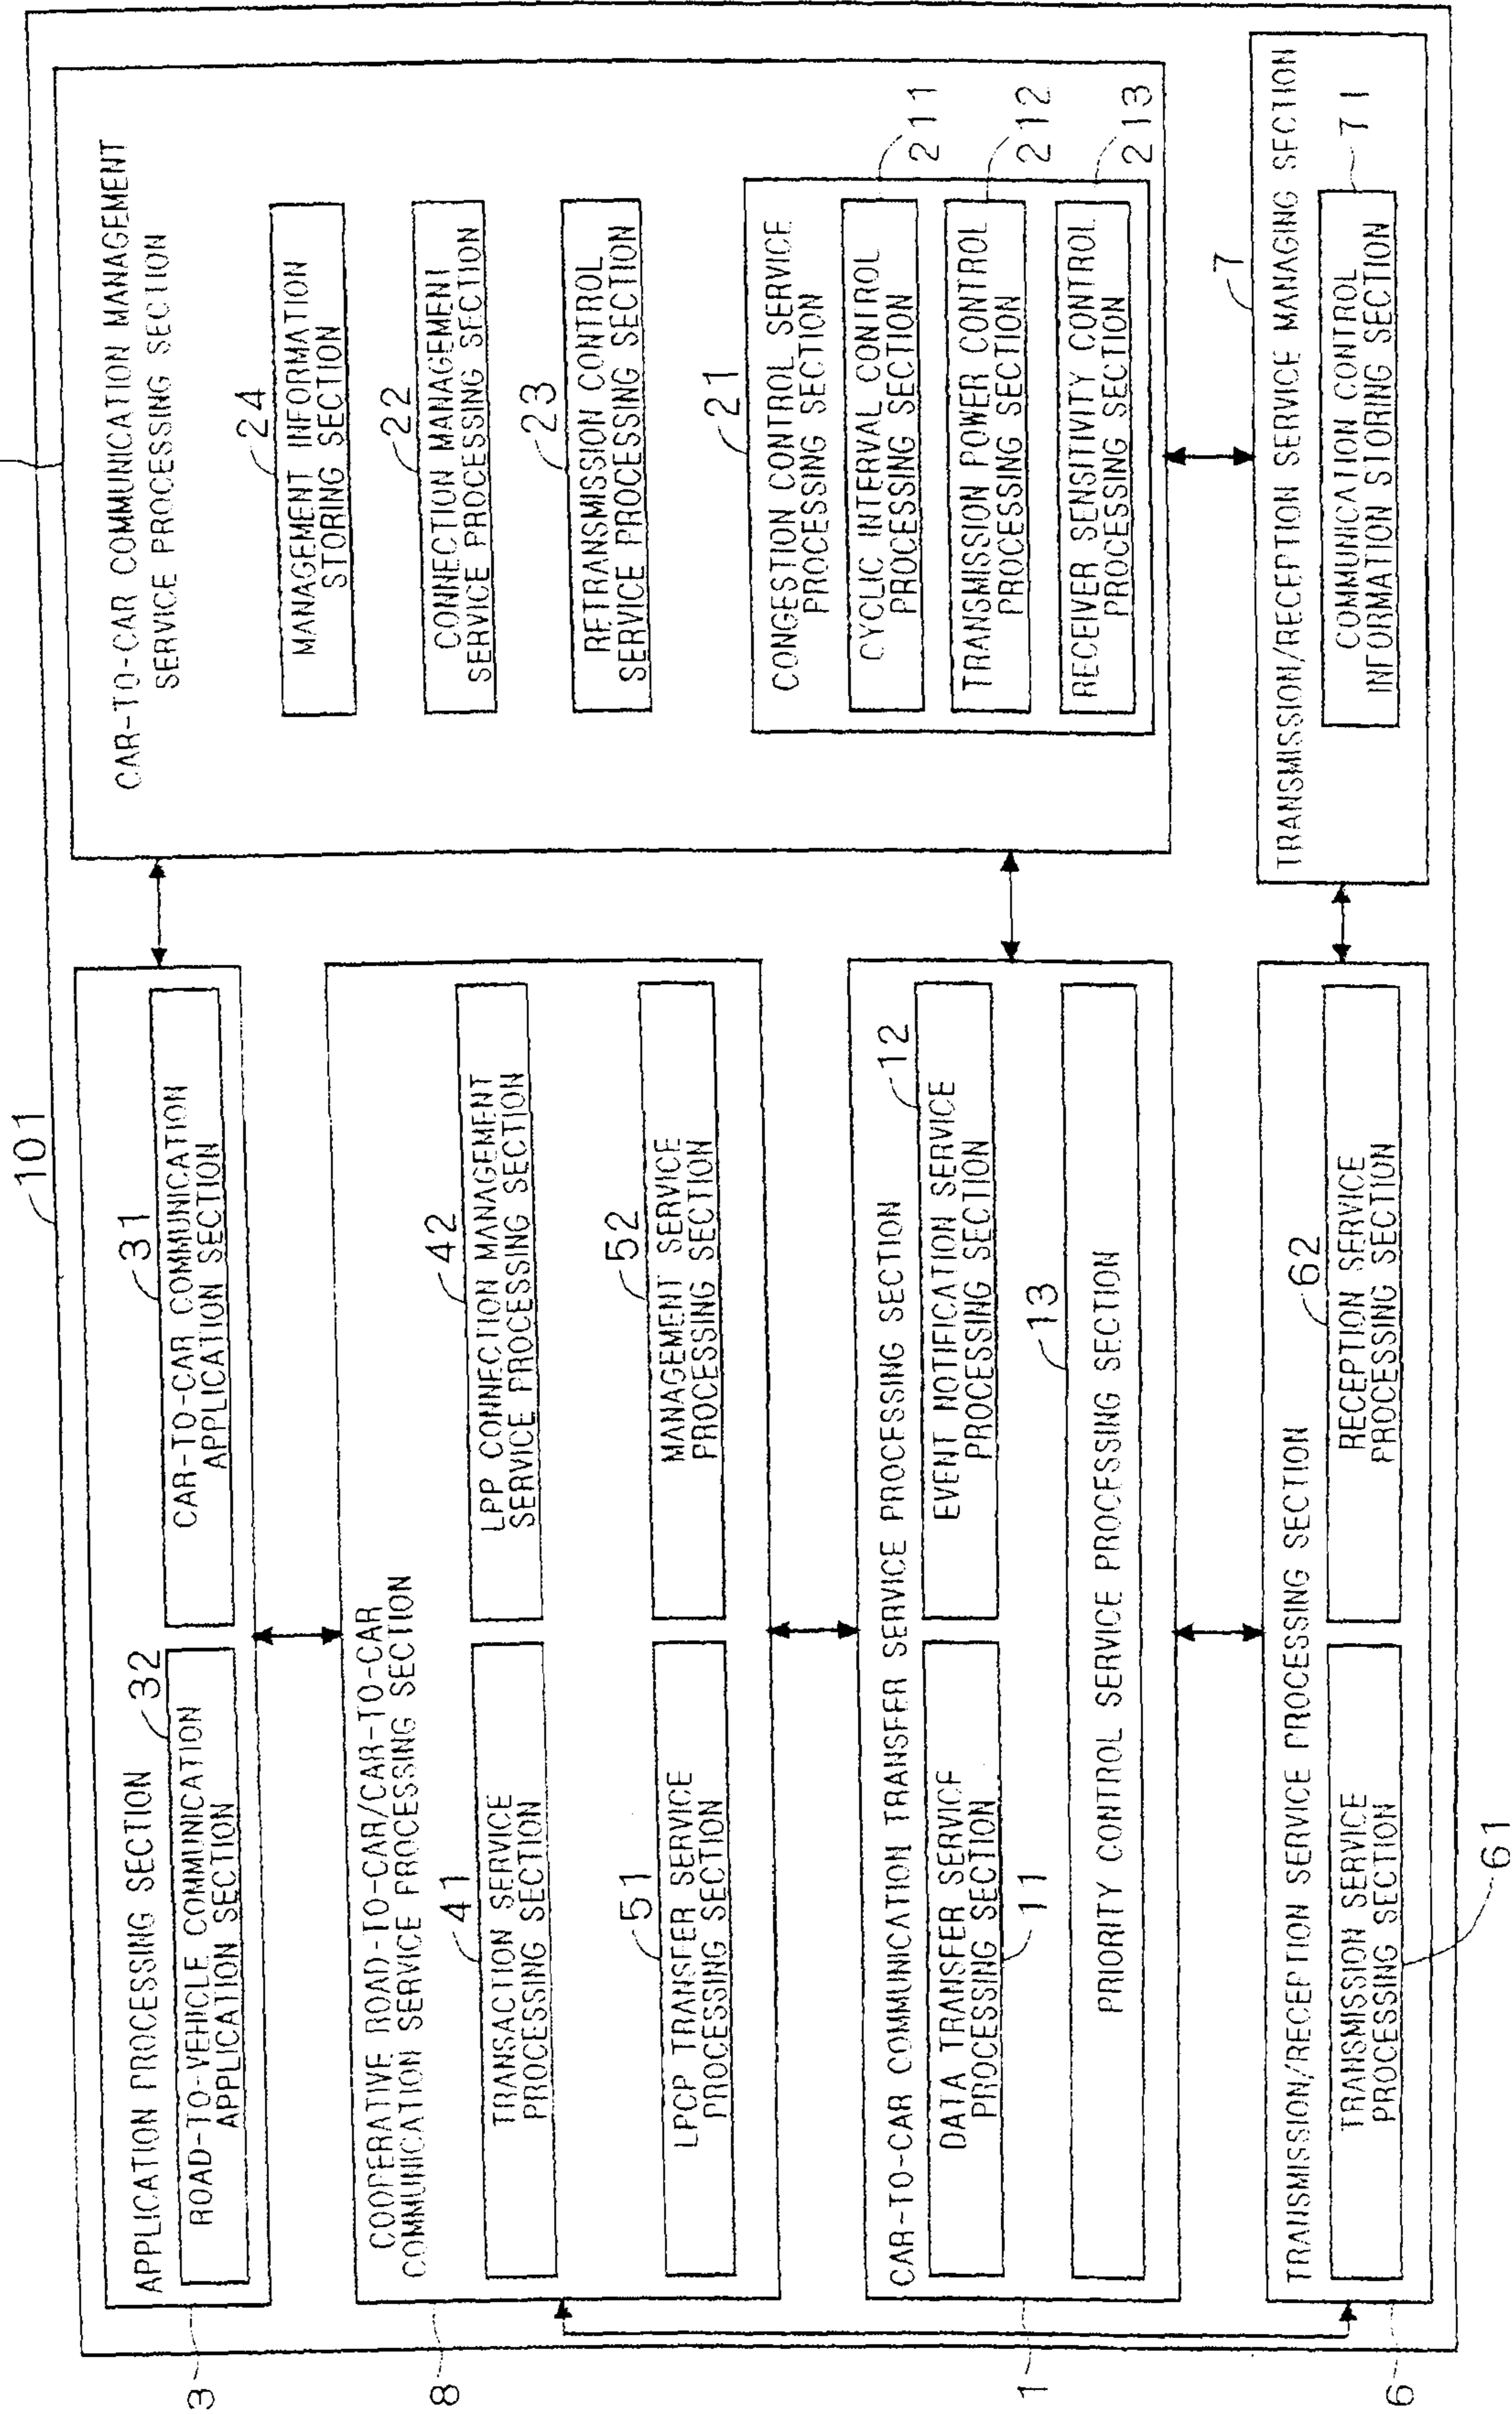 101
APPLICATION PROCESSING SECTION
3
32
ROAD-TO-VEHICLE COMMUNICATION
APPLICATION SECTION
31
CAR-TO-CAR COMMUNICATION
APPLICATION SECTION
COOPERATIVE ROAD-TO-CAR/CAR-TO-CAR
COMMUNICATION SERVICE PROCESSING SECTION
8
41
TRANSACTION SERVICE
PROCESSING SECTION
42
LPP CONNECTION MANAGEMENT
SERVICE PROCESSING SECTION
51
LPCP TRANSFER SERVICE
PROCESSING SECTION
52
MANAGEMENT SERVICE
PROCESSING SECTION
CAR-TO-CAR COMMUNICATION TRANSFER SERVICE PROCESSING SECTION
1
DATA TRANSFER SERVICE
PROCESSING SECTION
11
12
EVENT NOTIFICATION SERVICE
PROCESSING SECTION
13
PRIORITY CONTROL SERVICE PROCESSING SECTION
TRANSMISSION/RECEPTION SERVICE PROCESSING SECTION
6
TRANSMISSION SERVICE
PROCESSING SECTION
61
62
RECEPTION SERVICE
PROCESSING SECTION
CAR-TO-CAR COMMUNICATION MANAGEMENT
SERVICE PROCESSING SECTION
24
MANAGEMENT INFORMATION
STORING SECTION
22
CONNECTION MANAGEMENT
SERVICE PROCESSING SECTION
23
RETRANSMISSION CONTROL
SERVICE PROCESSING SECTION
21
CONGESTION CONTROL SERVICE
PROCESSING SECTION
CYCLIC INTERVAL CONTROL
PROCESSING SECTION
211
TRANSMISSION POWER CONTROL
PROCESSING SECTION
212
RECEIVER SENSITIVITY CONTROL
PROCESSING SECTION
213
7
TRANSMISSION/RECEPTION SERVICE MANAGING SECTION
COMMUNICATION CONTROL
INFORMATION STORING SECTION
71